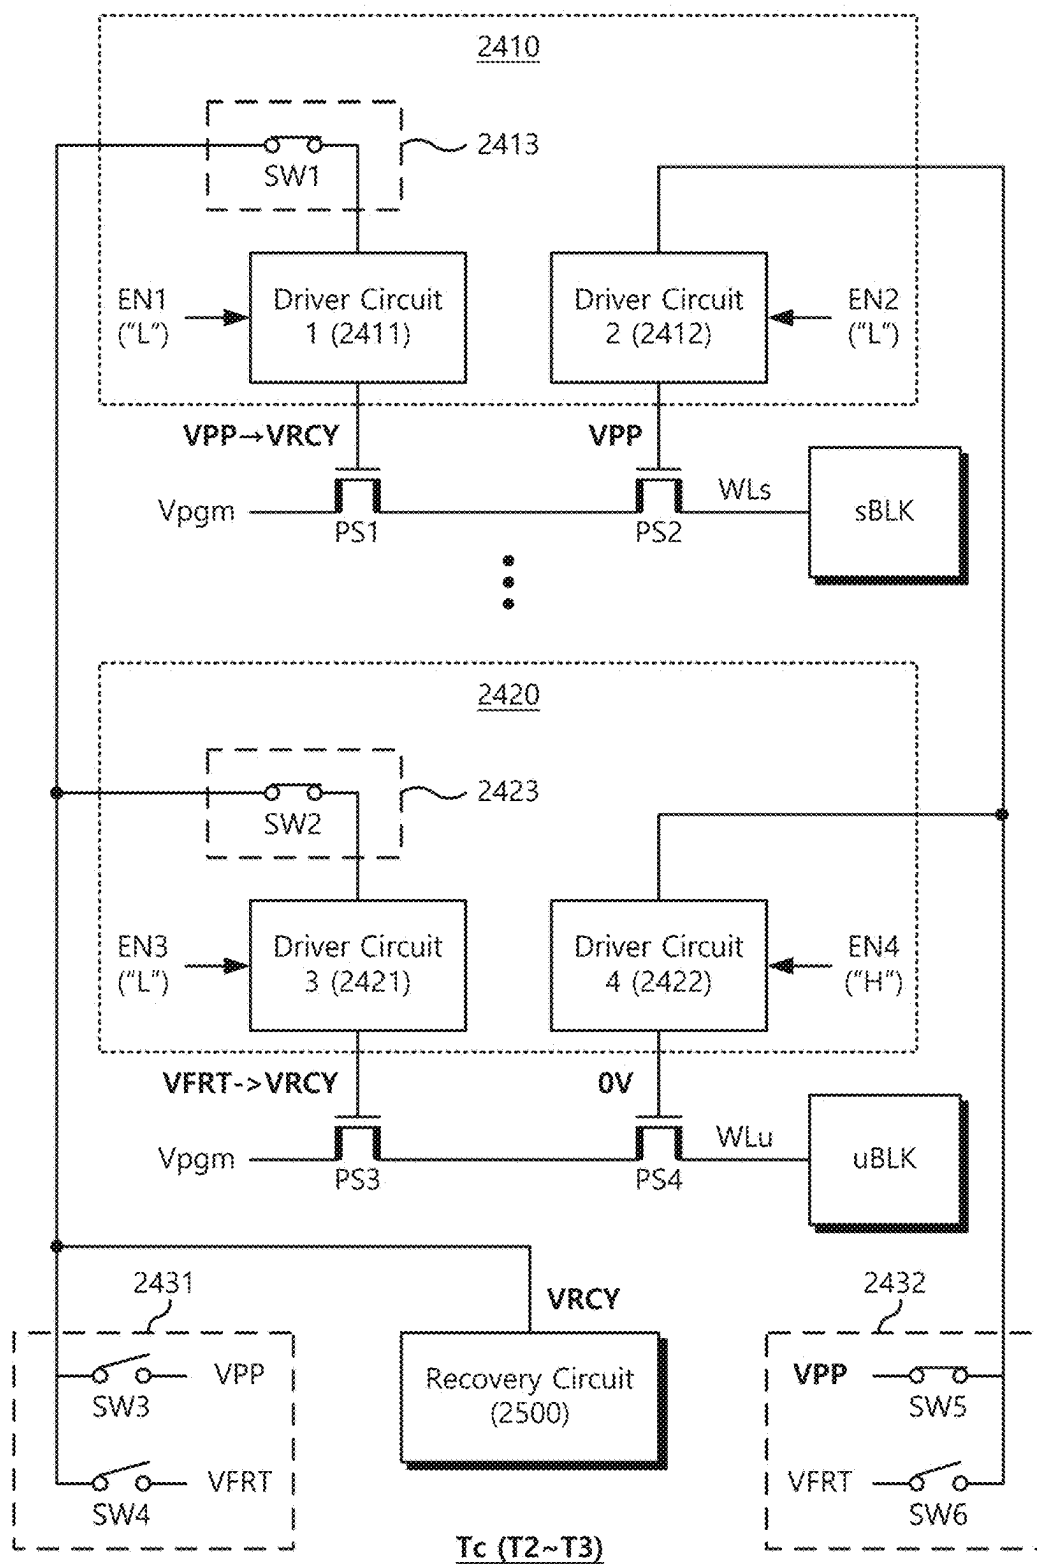 2410
2413
SW1
EN1
("L")
Driver Circuit
1 (2411)
Driver Circuit
2 (2412)
EN2
("L")
VPP→VRCY
VPP
Vpgm
PS1
PS2
WLs
sBLK
2420
2423
SW2
EN3
("L")
Driver Circuit
3 (2421)
Driver Circuit
4 (2422)
EN4
("H")
VFRT->VRCY
0V
Vpgm
PS3
PS4
WLu
uBLK
2431
VRCY
2432
VPP
SW3
VFRT
SW4
Recovery Circuit
(2500)
VPP
SW5
VFRT
SW6
Tc (T2~T3)